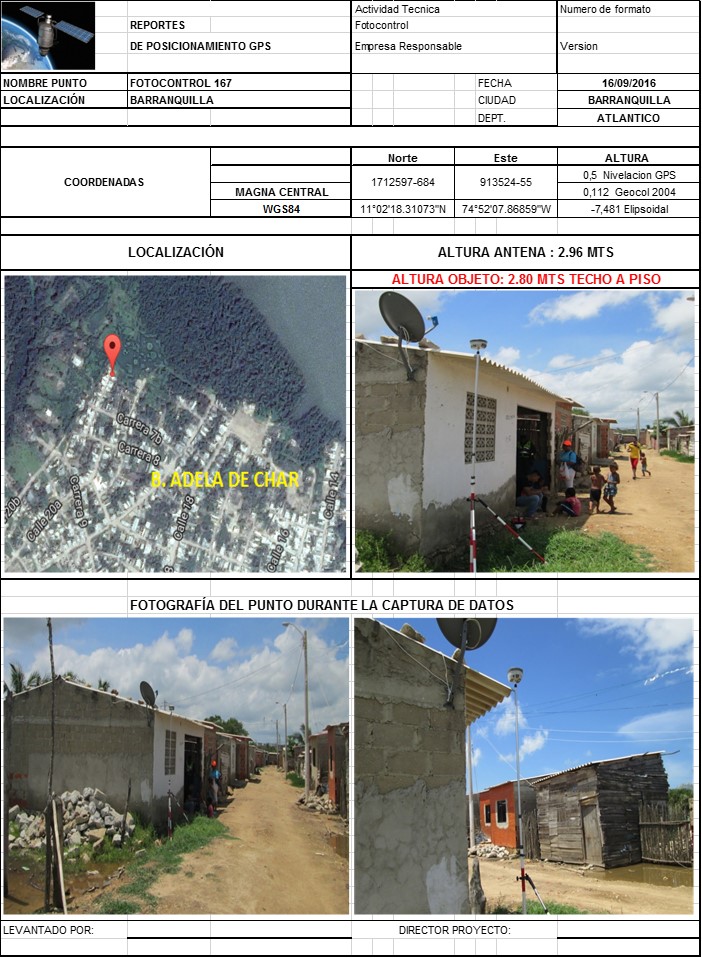 Actividad Tecnica
Numero de formato
REPORTES
Fotocontrol
DE POSICIONAMIENTO GPS
Empresa Responsable
Version
NOMBRE PUNTO
FOTOCONTROL 167
FECHA
16/09/2016
LOCALIZACIÓN
BARRANQUILLA
CIUDAD
BARRANQUILLA
DEPT.
ATLANTICO
COORDENADAS
Norte
Este
ALTURA
1712597-684
913524-55
0,5 Nivelacion GPS
MAGNA CENTRAL
0,112 Geocol 2004
WGS84
11°02'18.31073"N
74°52'07.86859"W
-7,481 Elipsoidal
LOCALIZACIÓN
ALTURA ANTENA : 2.96 MTS
ALTURA OBJETO: 2.80 MTS TECHO A PISO
Carrera 7b
Carrera 8
B. ADELA DE CHAR
Carrera 9
Calle 14
20b
Calle 20a
Calle 18
Calle 16
8
FOTOGRAFÍA DEL PUNTO DURANTE LA CAPTURA DE DATOS
LEVANTADO POR:
DIRECTOR PROYECTO: